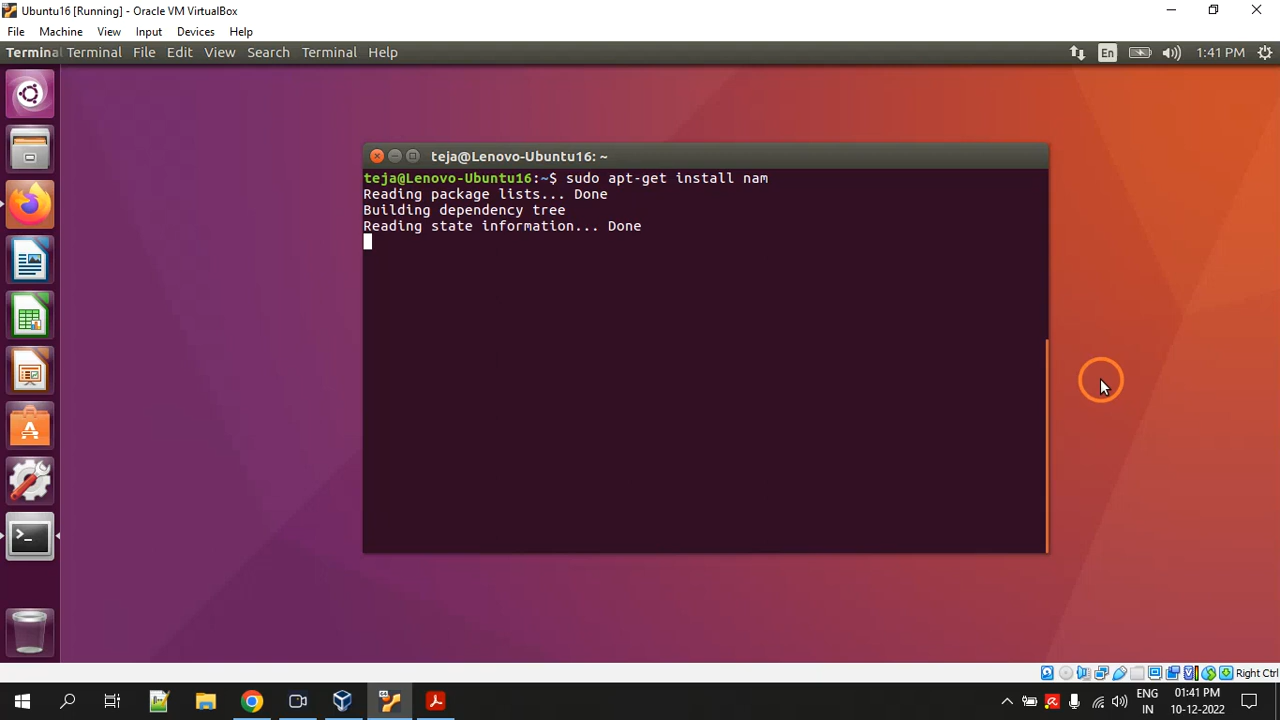 Ubuntu16 [Running] - Oracle VM VirtualBox
File Machine View Input Devices Help
Terminal Terminal File Edit View Search Terminal Help En 1:41 PM
teja@Lenovo-Ubuntu16: ~
teja@Lenovo-Ubuntu16:~$ sudo apt-get install nam
Reading package lists... Done
Building dependency tree
Reading state information... Done
Right Ctrl
ENG 01:41 PM
IN 10-12-2022